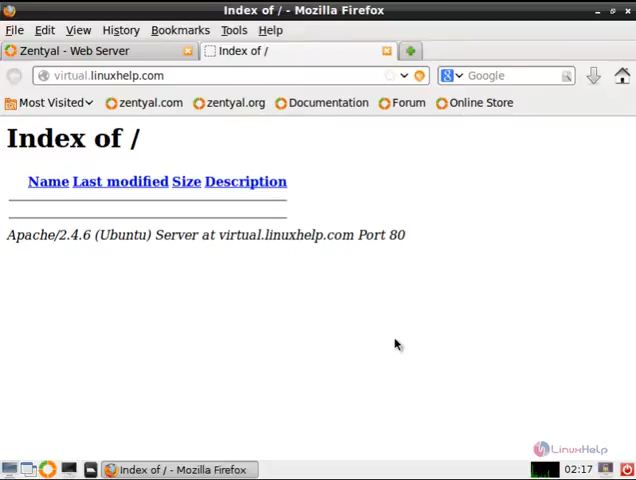 Index of / - Mozilla Firefox
File Edit View History Bookmarks Tools Help
Zentyal - Web Server Index of /
virtual.linuxhelp.com Google
Most Visited zentyal.com zentyal.org Documentation Forum Online Store
Index of /
Name Last modified Size Description
Apache/2.4.6 (Ubuntu) Server at virtual.linuxhelp.com Port 80
LinuxHelp
Index of / - Mozilla Firefox 02:17